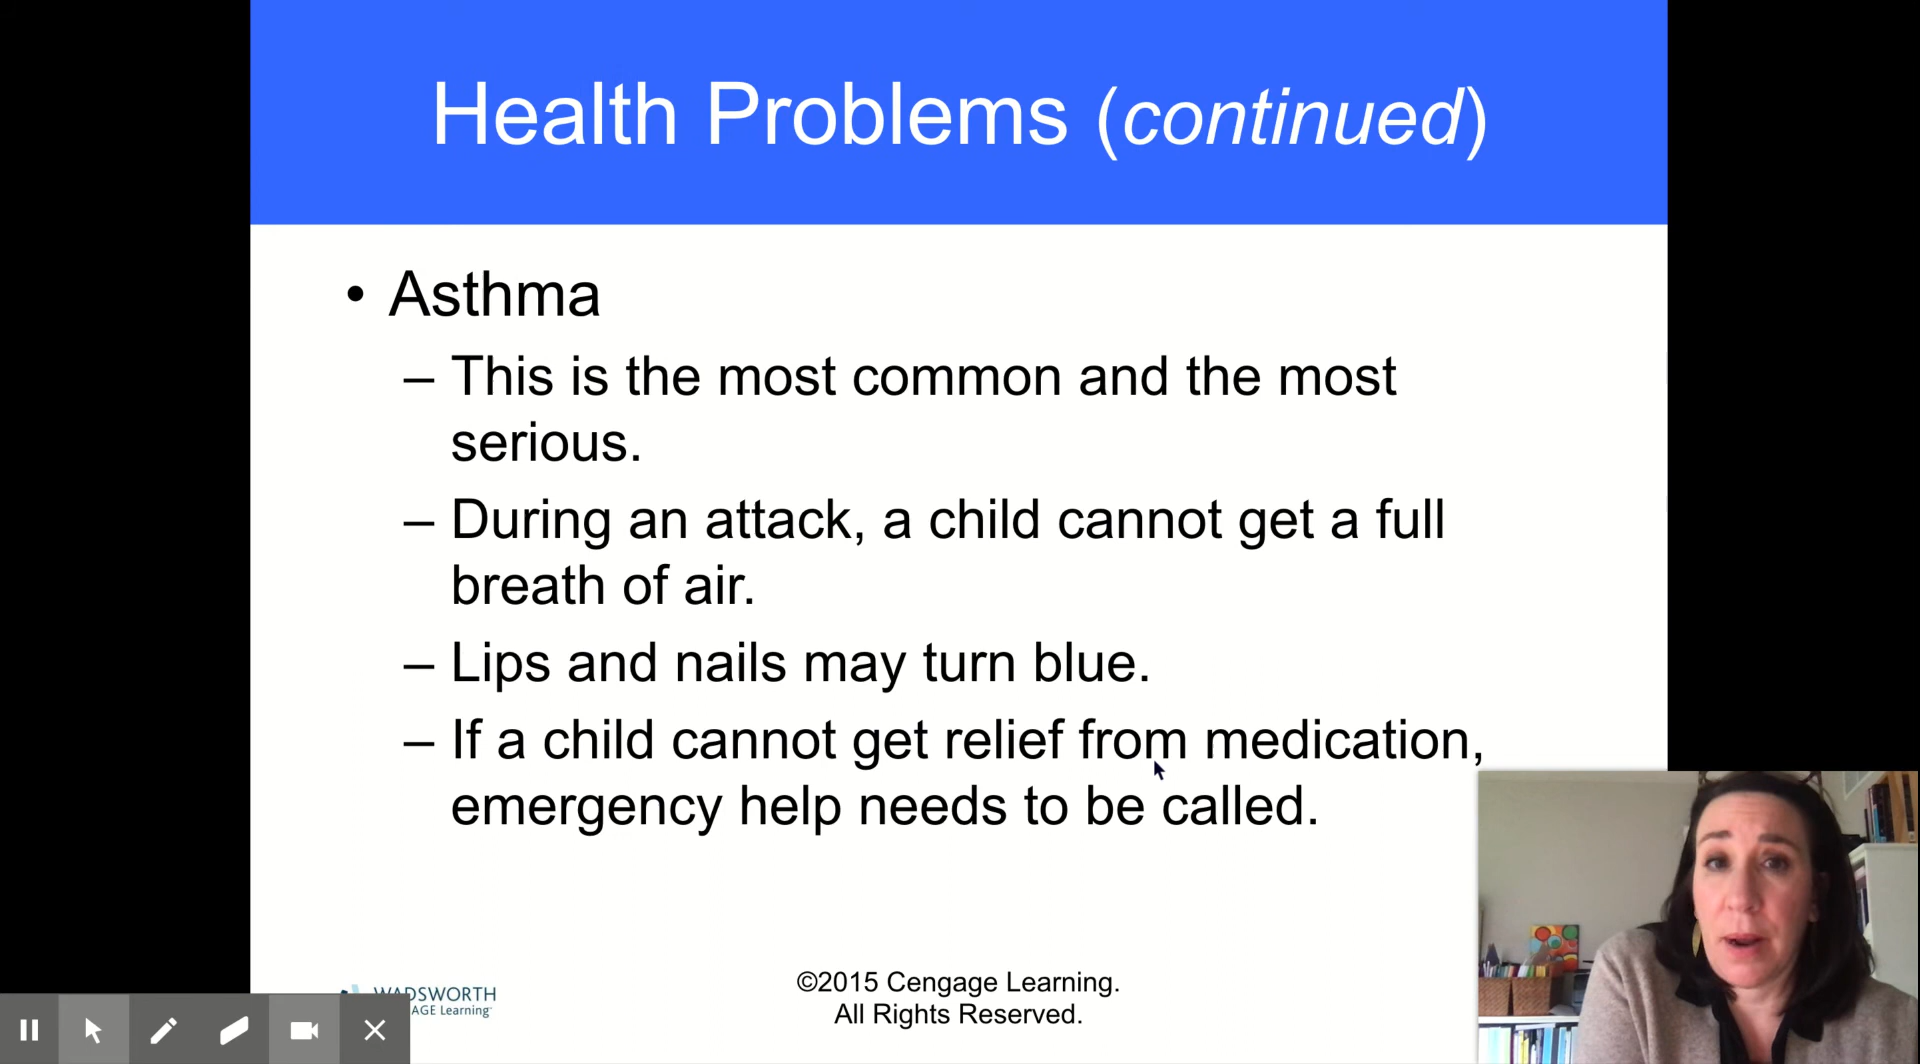 Health Problems (continued)
• Asthma
– This is the most common and the most
serious.
– During an attack, a child cannot get a full
breath of air.
– Lips and nails may turn blue.
– If a child cannot get relief from medication,
emergency help needs to be called.
WADSWORTH
AGE Learning™
©2015 Cengage Learning.
All Rights Reserved.